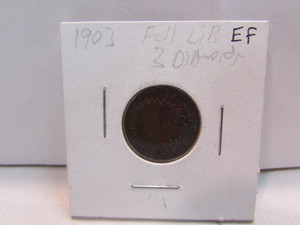 1903 Full LiB EF
3 Diamonds